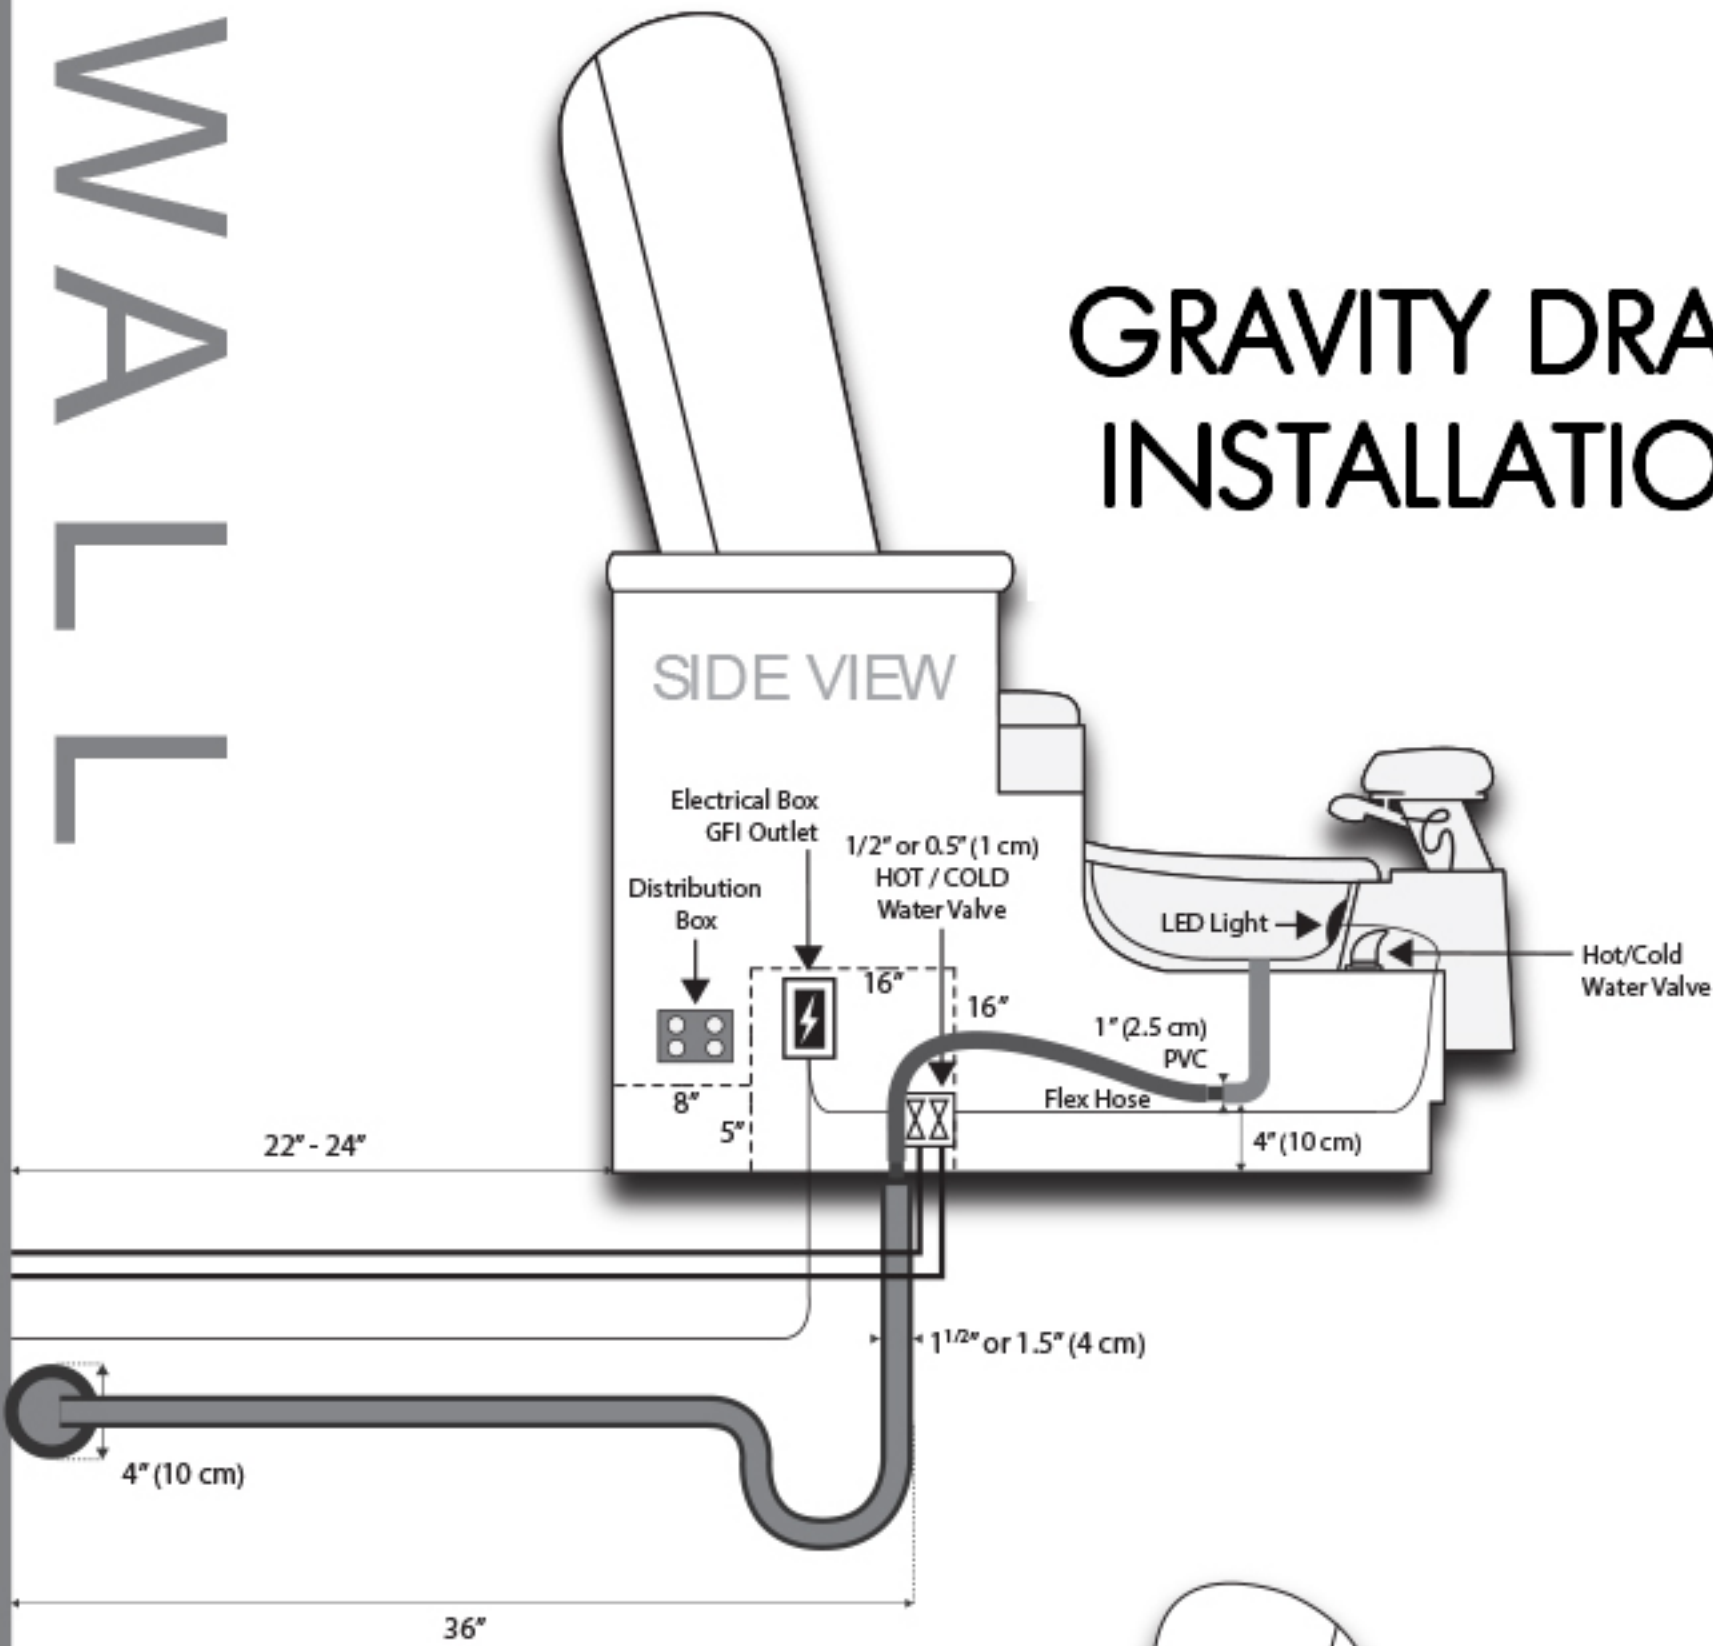 WALL
GRAVITY DRA
INSTALLATIO
SIDE VIEW
Electrical Box
GFI Outlet
1/2" or 0.5" (1 cm)
HOT / COLD
Water Valve
Distribution
Box
LED Light
Hot/Cold
Water Valve
16"
16"
1" (2.5 cm)
PVC
Flex Hose
8"
5"
4" (10 cm)
22" - 24"
1 1/2" or 1.5" (4 cm)
4" (10 cm)
36"